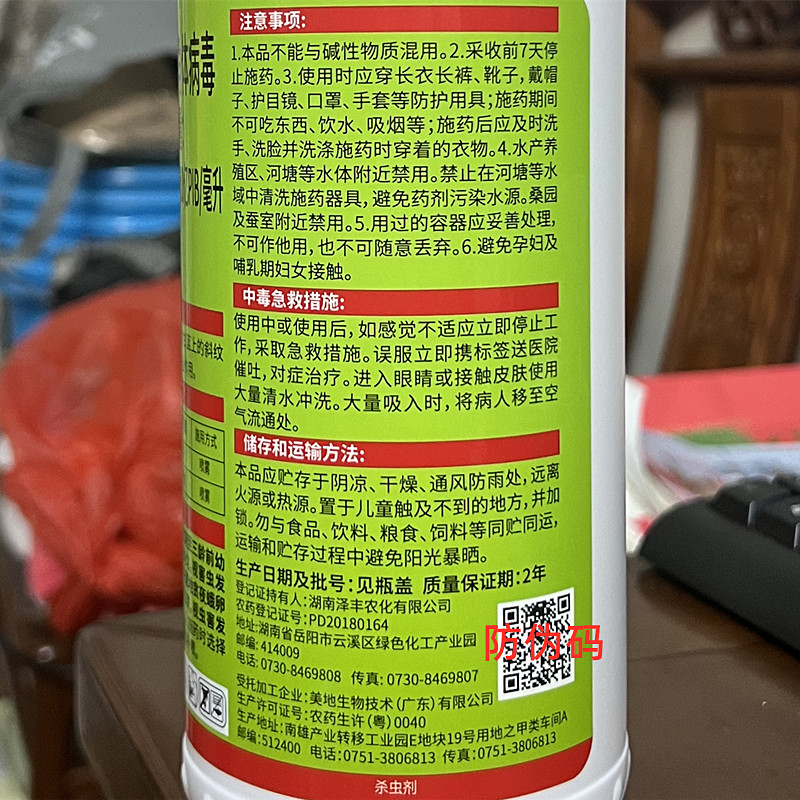 体病毒
PIB]毫升
区上的斜纹
施用方式
喷雾
喷雾
三龄前幼
注意事项:
1.本品不能与碱性物质混用。2.采收前7天停
止施药。3.使用时应穿长衣长裤、靴子,戴帽
子、护目镜、口罩、手套等防护用具;施药期间
不可吃东西、饮水、吸烟等;施药后应及时洗
手、洗脸并洗涤施药时穿着的衣物。4.水产养
殖区、河塘等水体附近禁用。禁止在河塘等水
域中清洗施药器具,避免药剂污染水源。桑园
及蚕室附近禁用。5.用过的容器应妥善处理,
不可作他用,也不可随意丢弃。6.避免孕妇及
哺乳期妇女接触。
中毒急救措施:
使用中或使用后,如感觉不适应立即停止工
作,采取急救措施。误服立即携标签送医院
催吐,对症治疗。进入眼睛或接触皮肤使用
大量清水冲洗。大量吸入时,将病人移至空
气流通处。
储存和运输方法:
本品应贮存于阴凉、干燥、通风防雨处,远离
火源或热源。置于儿童触及不到的地方,并加
锁。勿与食品、饮料、粮食、饲料等同贮同运,
运输和贮存过程中避免阳光暴晒。
生产日期及批号:见瓶盖 质量保证期:2年
登记证持有人:湖南泽丰农化有限公司
农药登记证号:PD20180164
地址:湖南省岳阳市云溪区绿色化工产业园
邮编:414009
电话:0730-8469808 传真:0730-8469807
防伪码
受托加工企业:美地生物技术(广东)有限公司
生产许可证号:农药生许(粤)0040
生产地址:南雄产业转移工业园E地块19号用地之甲类车间A
邮编:512400 电话:0751-3806813 传真:0751-3806813
杀虫剂